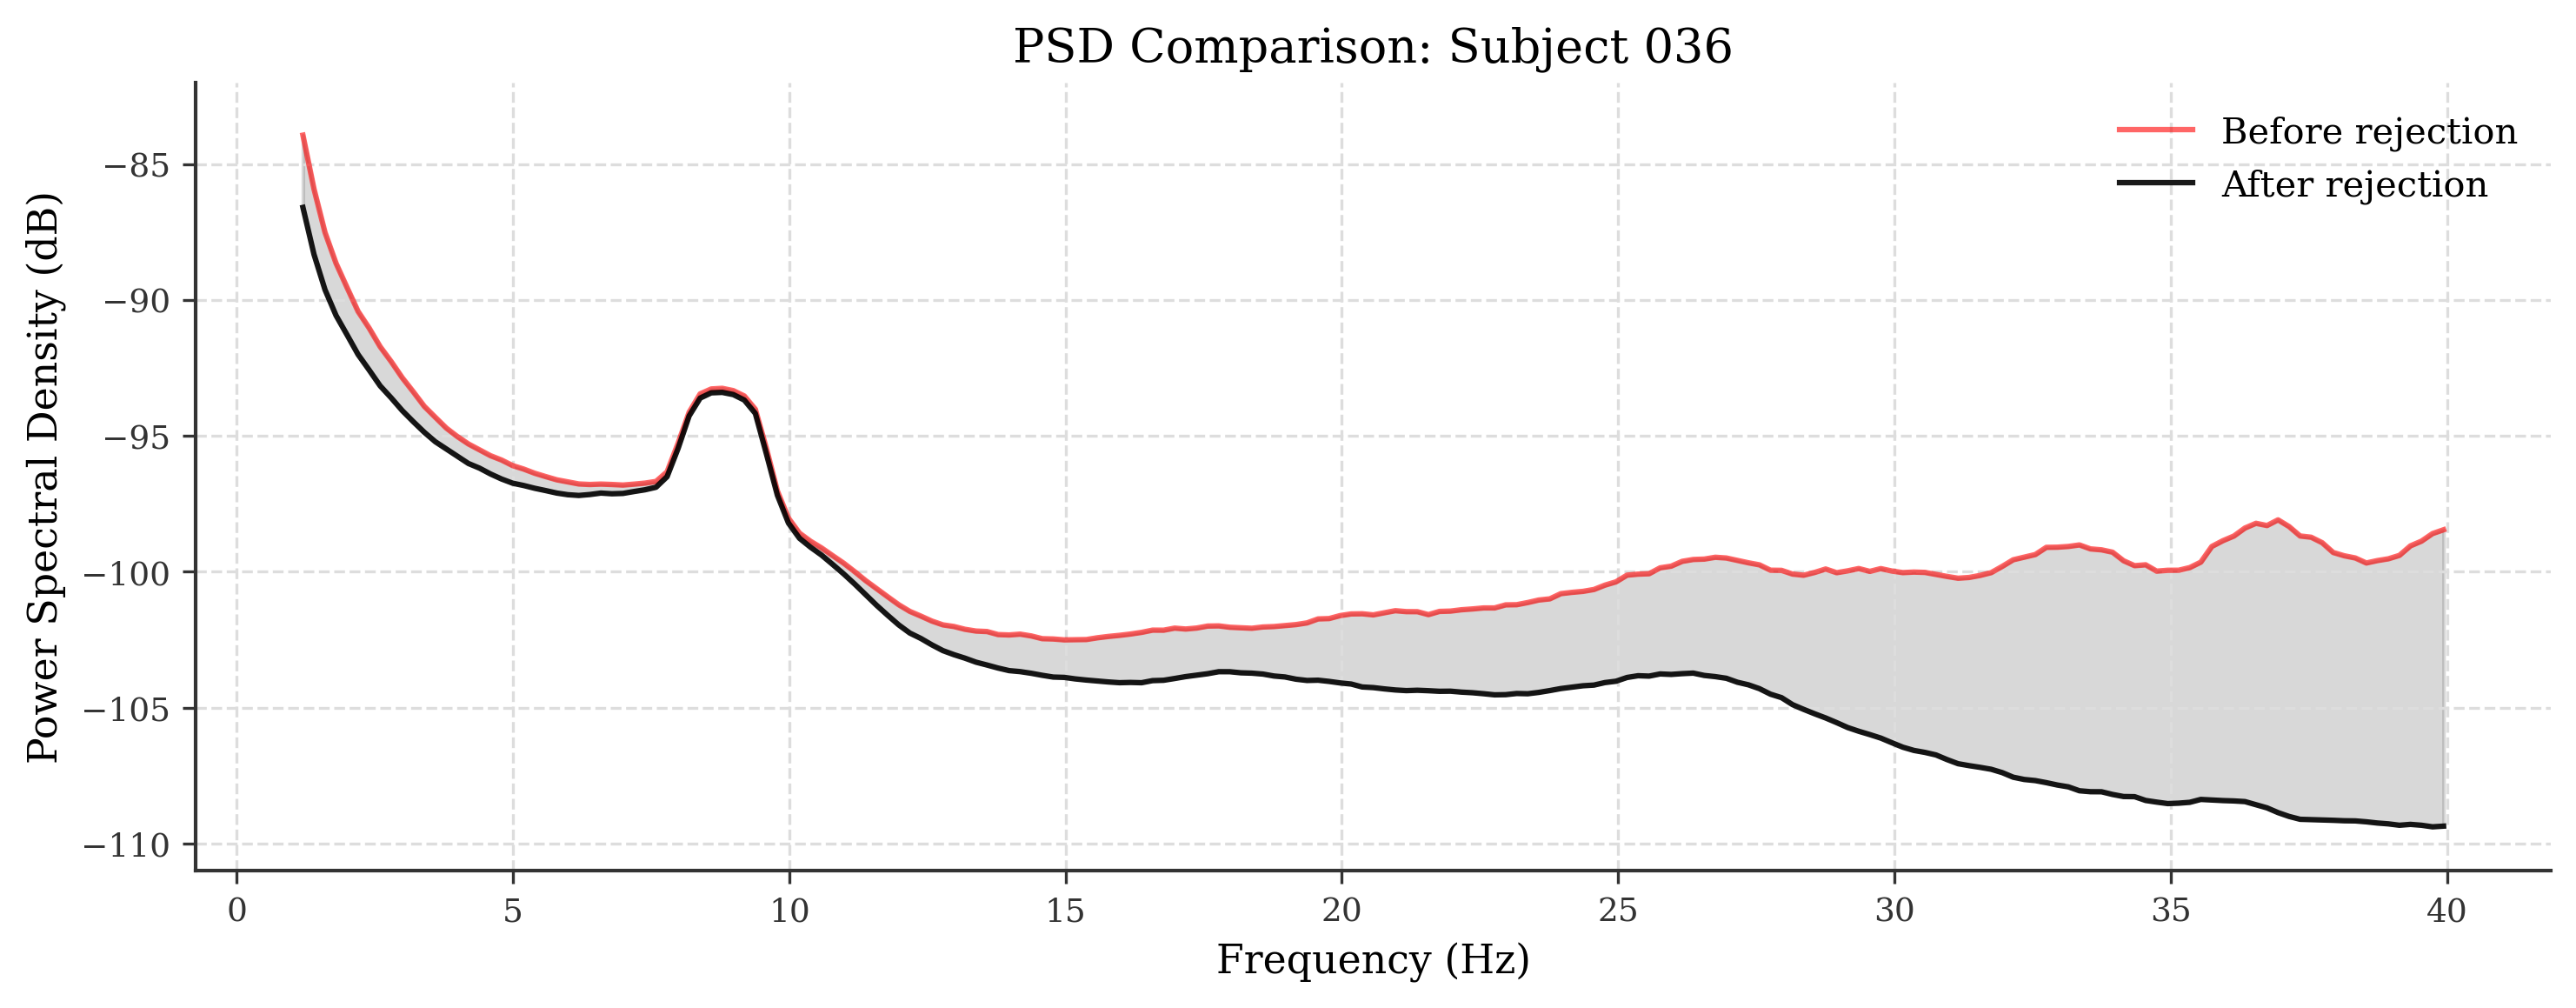 PSD Comparison: Subject 036
Before rejection
After rejection
Power Spectral Density (dB)
−85
−90
−95
−100
−105
−110
0 5 10 15 20 25 30 35 40
Frequency (Hz)